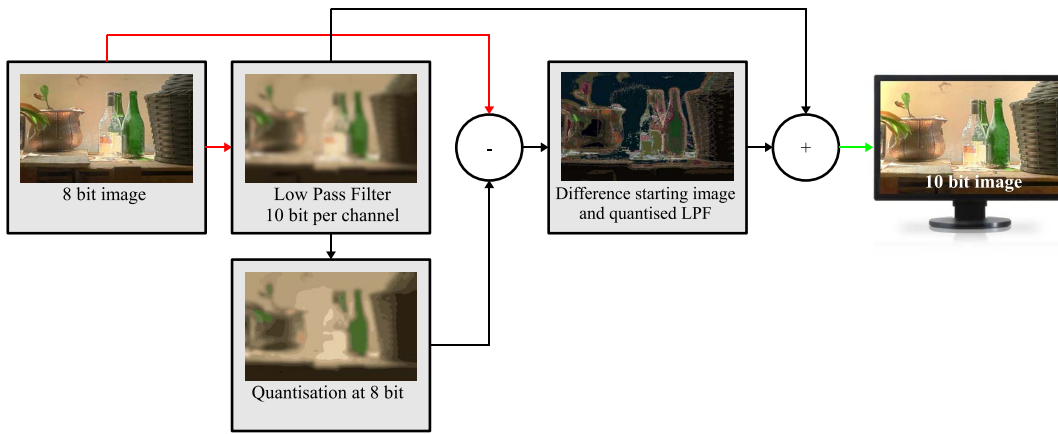 8 bit image
Low Pass Filter
10 bit per channel
-
Difference starting image
and quantised LPF
+
10 bit image
Quantisation at 8 bit